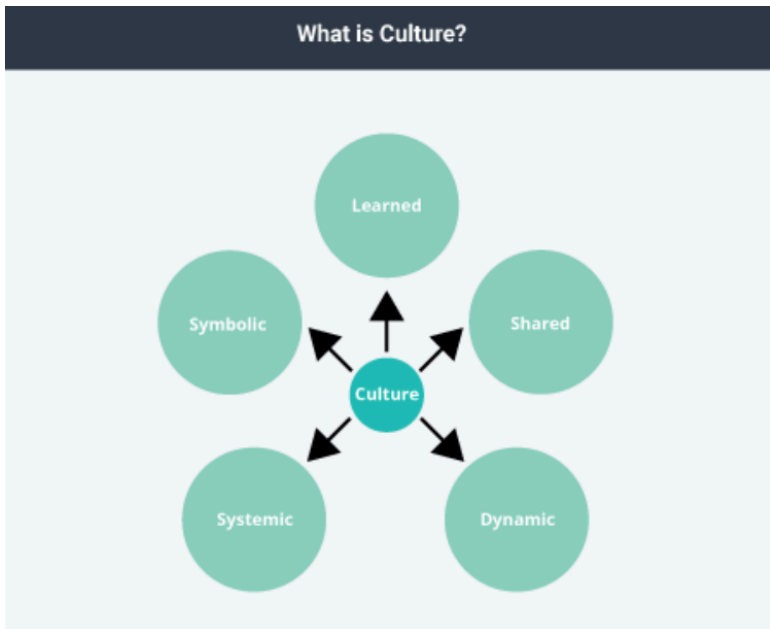 What is Culture?
Learned
Symbolic
Shared
Culture
Systemic
Dynamic